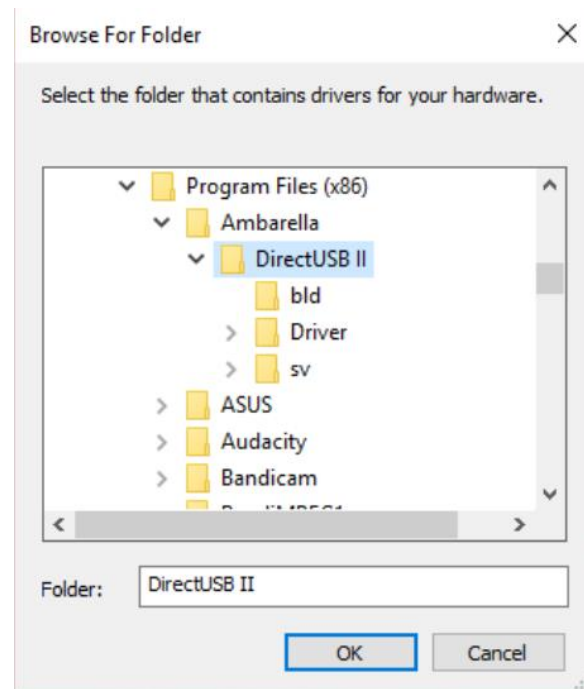 Browse For Folder
Select the folder that contains drivers for your hardware.
Program Files (x86)
Ambarella
DirectUSB II
bld
Driver
sv
ASUS
Audacity
Bandicam
Folder: DirectUSB II
OK Cancel